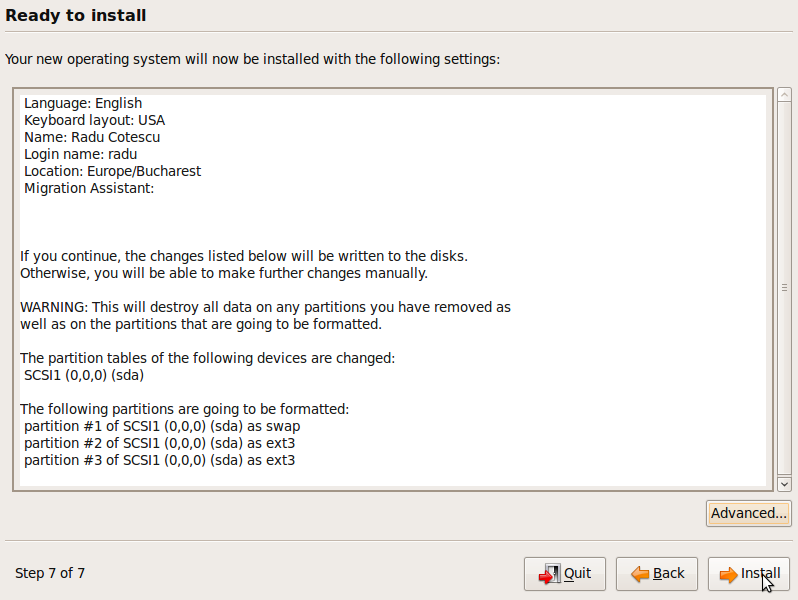 Ready to install
Your new operating system will now be installed with the following settings:
Language: English
Keyboard layout: USA
Name: Radu Cotescu
Login name: radu
Location: Europe/Bucharest
Migration Assistant:
If you continue, the changes listed below will be written to the disks.
Otherwise, you will be able to make further changes manually.
WARNING: This will destroy all data on any partitions you have removed as
well as on the partitions that are going to be formatted.
The partition tables of the following devices are changed:
SCSI1 (0,0,0) (sda)
The following partitions are going to be formatted:
partition #1 of SCSI1 (0,0,0) (sda) as swap
partition #2 of SCSI1 (0,0,0) (sda) as ext3
partition #3 of SCSI1 (0,0,0) (sda) as ext3
Advanced...
Step 7 of 7
Quit
Back
Install